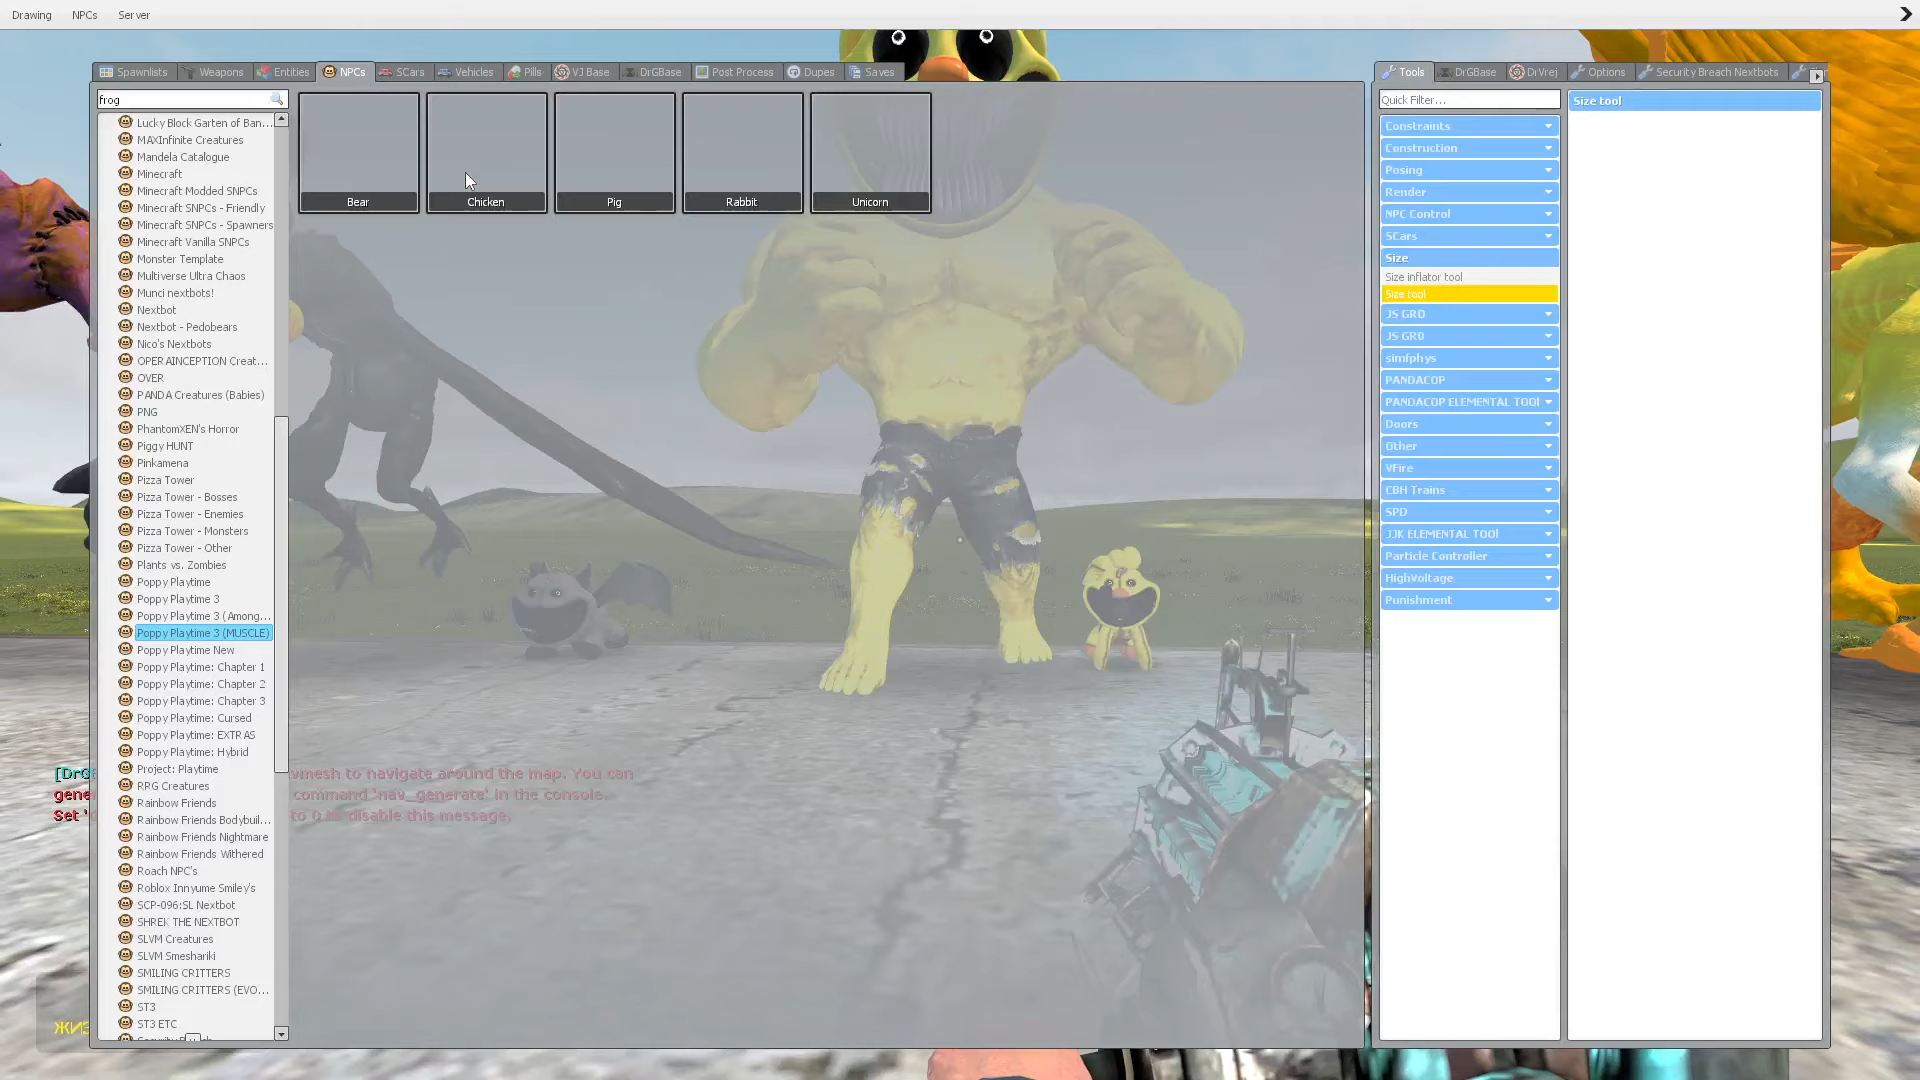 Drawing NPCs Server
Spawnlists Weapons Entities NPCs SCars Vehicles Pills VJ Base DrGBase Post Process Dupes Saves
Tools DrGBase DrVrej Options Security Breach Nextbots
frog
Lucky Block Garten of Ban...
MAXInfinite Creatures
Mandela Catalogue
Minecraft
Minecraft Modded SNPCs
Minecraft SNPCs - Friendly
Minecraft SNPCs - Spawners
Minecraft Vanilla SNPCs
Monster Template
Multiverse Ultra Chaos
Munci nextbots!
Nextbot
Nextbot - Pedobears
Nico's Nextbots
OPERAINCEPTION Creat...
OVER
PANDA Creatures (Babies)
PNG
PhantomXEN's Horror
Piggy HUNT
Pinkamena
Pizza Tower
Pizza Tower - Bosses
Pizza Tower - Enemies
Pizza Tower - Monsters
Pizza Tower - Other
Plants vs. Zombies
Poppy Playtime
Poppy Playtime 3
Poppy Playtime 3 (Among...
Poppy Playtime 3 (MUSCLE)
Poppy Playtime New
Poppy Playtime: Chapter 1
Poppy Playtime: Chapter 2
Poppy Playtime: Chapter 3
Poppy Playtime: Cursed
Poppy Playtime: EXTRAS
Poppy Playtime: Hybrid
Project: Playtime
RPG Creatures
Rainbow Friends
Rainbow Friends Bodybuil...
Rainbow Friends Nightmare
Rainbow Friends Withered
Roach NPC's
Roblox Innyume Smiley's
SCP-096:SL Nextbot
SHREK THE NEXTBOT
SLVM Creatures
SLVM Smeshariki
SMILING CRITTERS
SMILING CRITTERS (EVO...
ST3
ST3 ETC
Bear Chicken Pig Rabbit Unicorn
[DrG
vmesh to navigate around the map. You can
gene
command 'nav_generate' in the console.
Set '
to 0 to disable this message.
ЖИЗ
Quick Filter...
Constraints
Construction
Posing
Render
NPC Control
SCars
Size
Size inflator tool
Size tool
JS GRD
JS GRD
simfphys
PANDACOP
PANDACOP ELEMENTAL TOOl
Doors
Other
VFire
CBH Trains
SPD
JJK ELEMENTAL TOOl
Particle Controller
HighVoltage
Punishment
Size tool